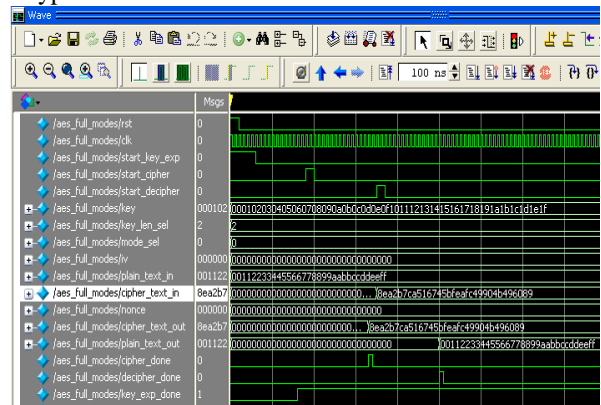 Wave
100 ns
Msgs
/aes_full_modes/rst 0
/aes_full_modes/clk 0
/aes_full_modes/start_key_exp 0
/aes_full_modes/start_cipher 0
/aes_full_modes/start_decipher 0
/aes_full_modes/key 000102 000102030405060708090a0b0c0d0e0f101112131415161718191a1b1c1d1e1f
/aes_full_modes/key_len_sel 2 2
/aes_full_modes/mode_sel 0 0
/aes_full_modes/iv 000000 00000000000000000000000000000000
/aes_full_modes/plain_text_in 001122 00112233445566778899aabbccddeeff
/aes_full_modes/cipher_text_in 8ea2b7 000000000000000000000000000... 8ea2b7ca516745bfeafc49904b496089
/aes_full_modes/nonce 000000 00000000000000000000000000000000
/aes_full_modes/cipher_text_out 8ea2b7 00000000000000000000000000... 8ea2b7ca516745bfeafc49904b496089
/aes_full_modes/plain_text_out 001122 00000000000000000000000000000000 00112233445566778899aabbccddeeff
/aes_full_modes/cipher_done 0
/aes_full_modes/decipher_done 0
/aes_full_modes/key_exp_done 1